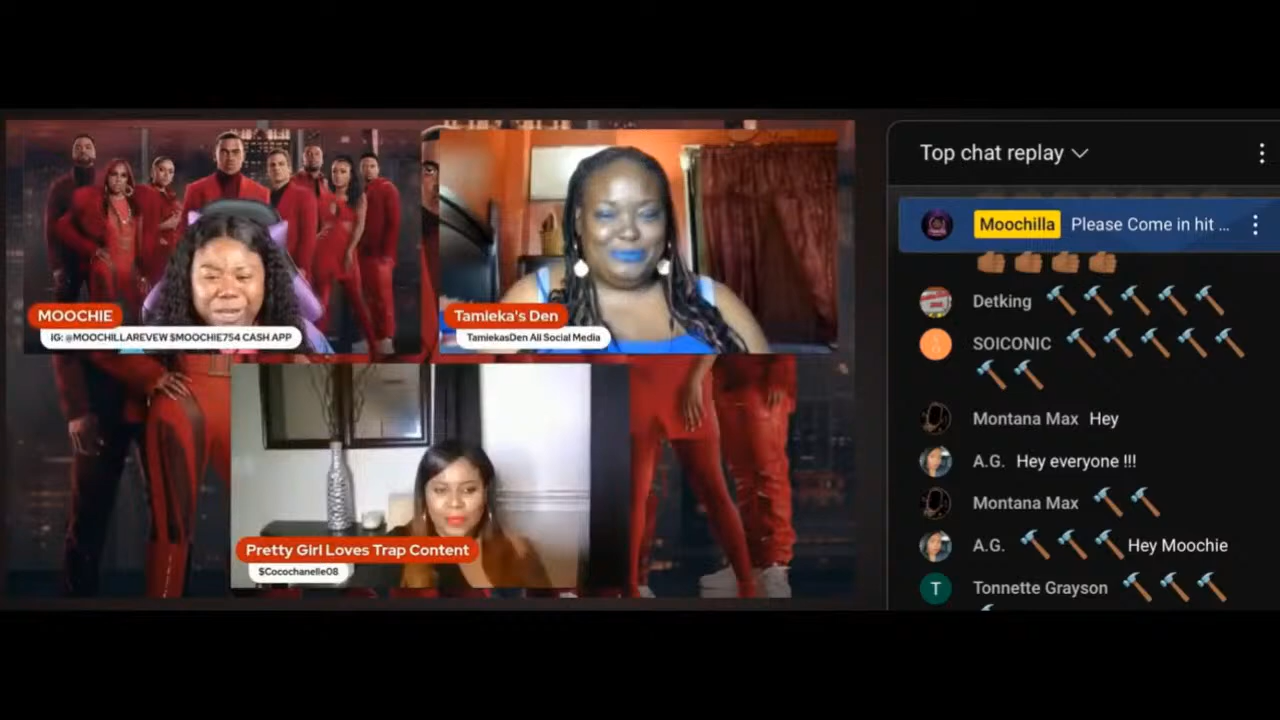 MOOCHIE
IG: @MOOCHILLAREVEW $MOOCHIE754 CASH APP
Tamieka's Den
TamiekasDen All Social Media
Pretty Girl Loves Trap Content
$Cocochanelle08
Top chat replay
Moochilla Please Come in hit ...
Detking
SOICONIC
Montana Max Hey
A.G. Hey everyone !!!
Montana Max
A.G. Hey Moochie
T Tonnette Grayson